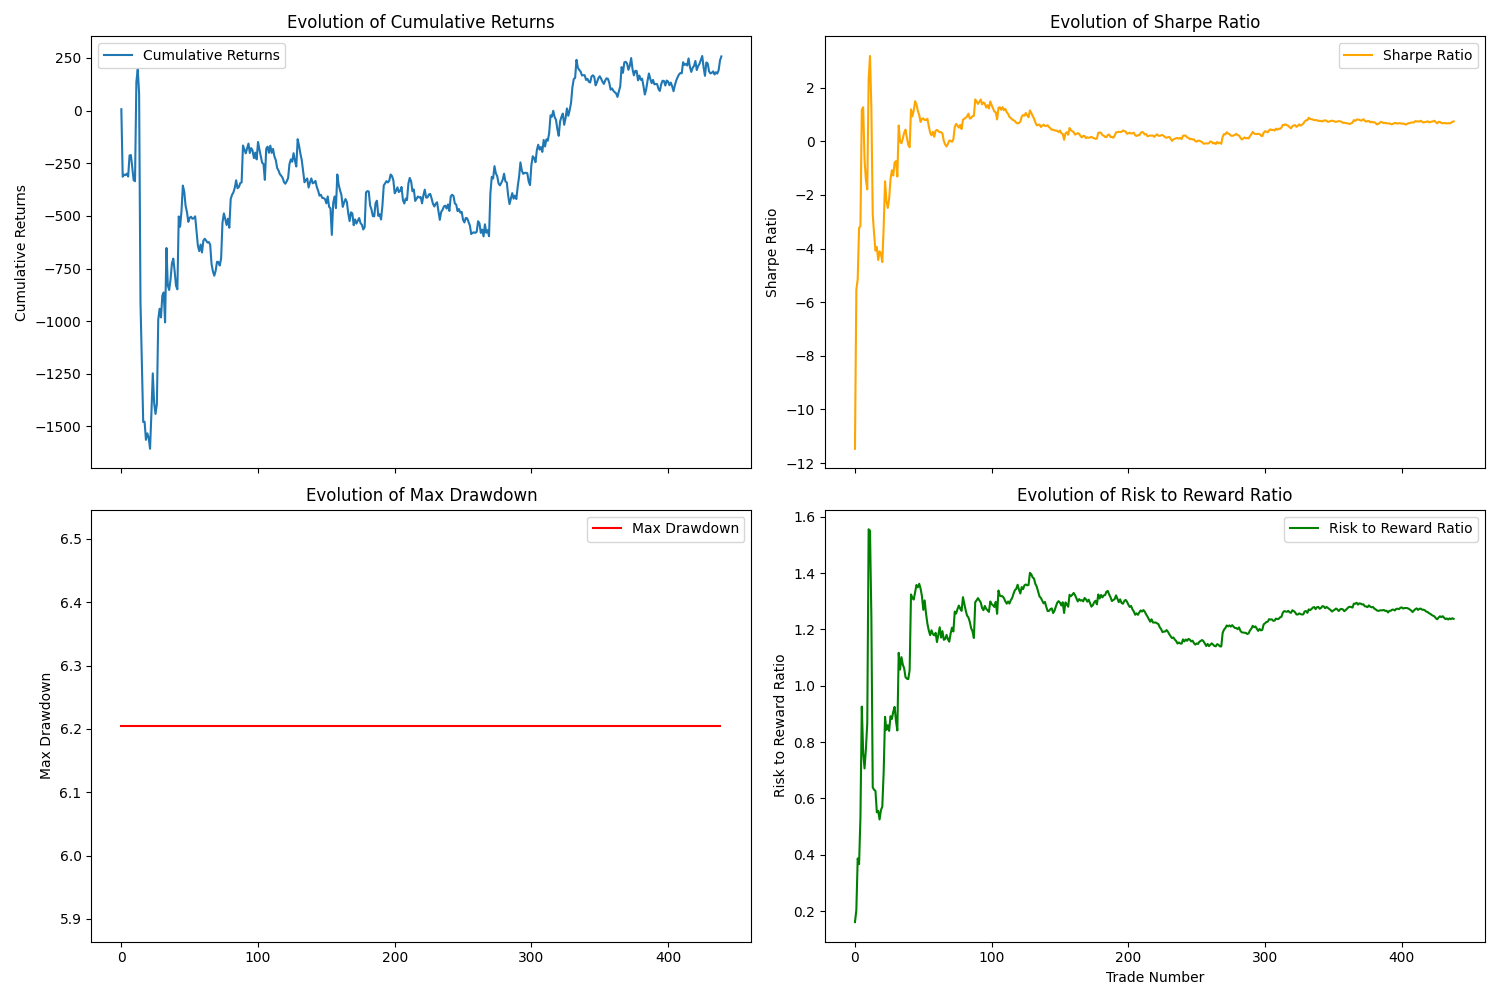 Evolution of Cumulative Returns
Cumulative Returns
250
0
−250
−500
−750
−1000
−1250
−1500
Cumulative Returns
Evolution of Sharpe Ratio
Sharpe Ratio
2
0
−2
−4
−6
−8
−10
−12
Sharpe Ratio
Evolution of Max Drawdown
Max Drawdown
6.5
6.4
6.3
6.2
6.1
6.0
5.9
Max Drawdown
0 100 200 300 400
Evolution of Risk to Reward Ratio
Risk to Reward Ratio
1.6
1.4
1.2
1.0
0.8
0.6
0.4
0.2
Risk to Reward Ratio
0 100 200 300 400
Trade Number